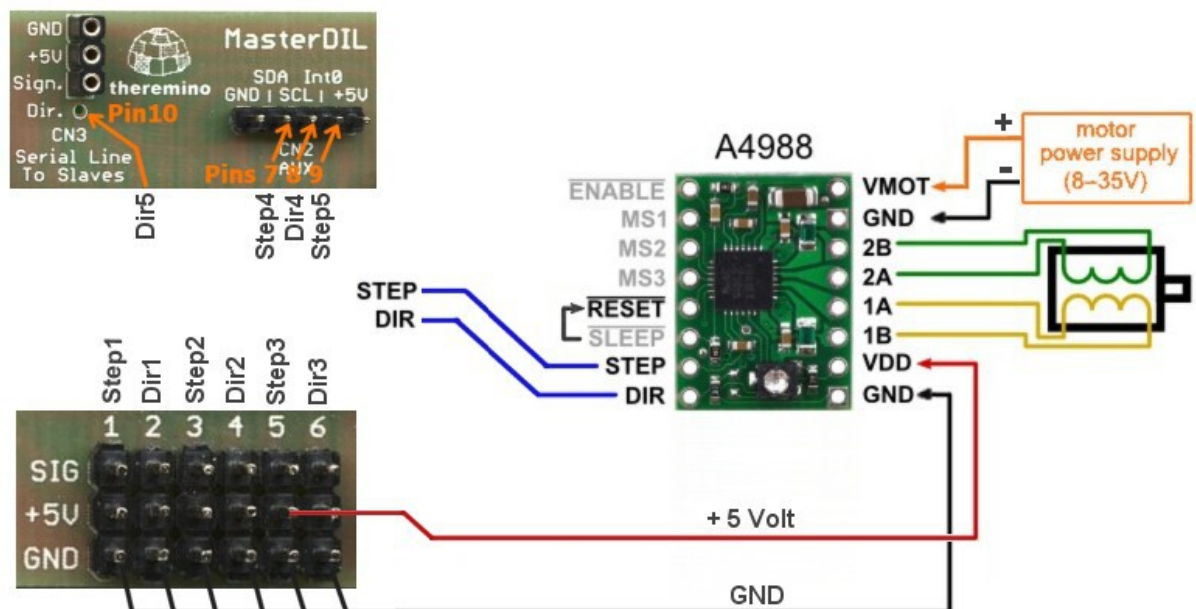 GND
+5V
Sign.
Dir.
Pin10
CN3
Serial Line
To Slaves
theremino
MasterDIL
SDA Int0
GND | SCL | +5V
CN2
AUX
Pins 7 8 9
Dir5
Step4
Dir4
Step5
A4988
ENABLE
MS1
MS2
MS3
RESET
SLEEP
STEP
DIR
STEP
DIR
VMOT
GND
2B
2A
1A
1B
VDD
GND
+
-
motor
power supply
(8-35V)
Step1
Dir1
Step2
Dir2
Step3
Dir3
1 2 3 4 5 6
SIG
+5V
GND
+ 5 Volt
GND